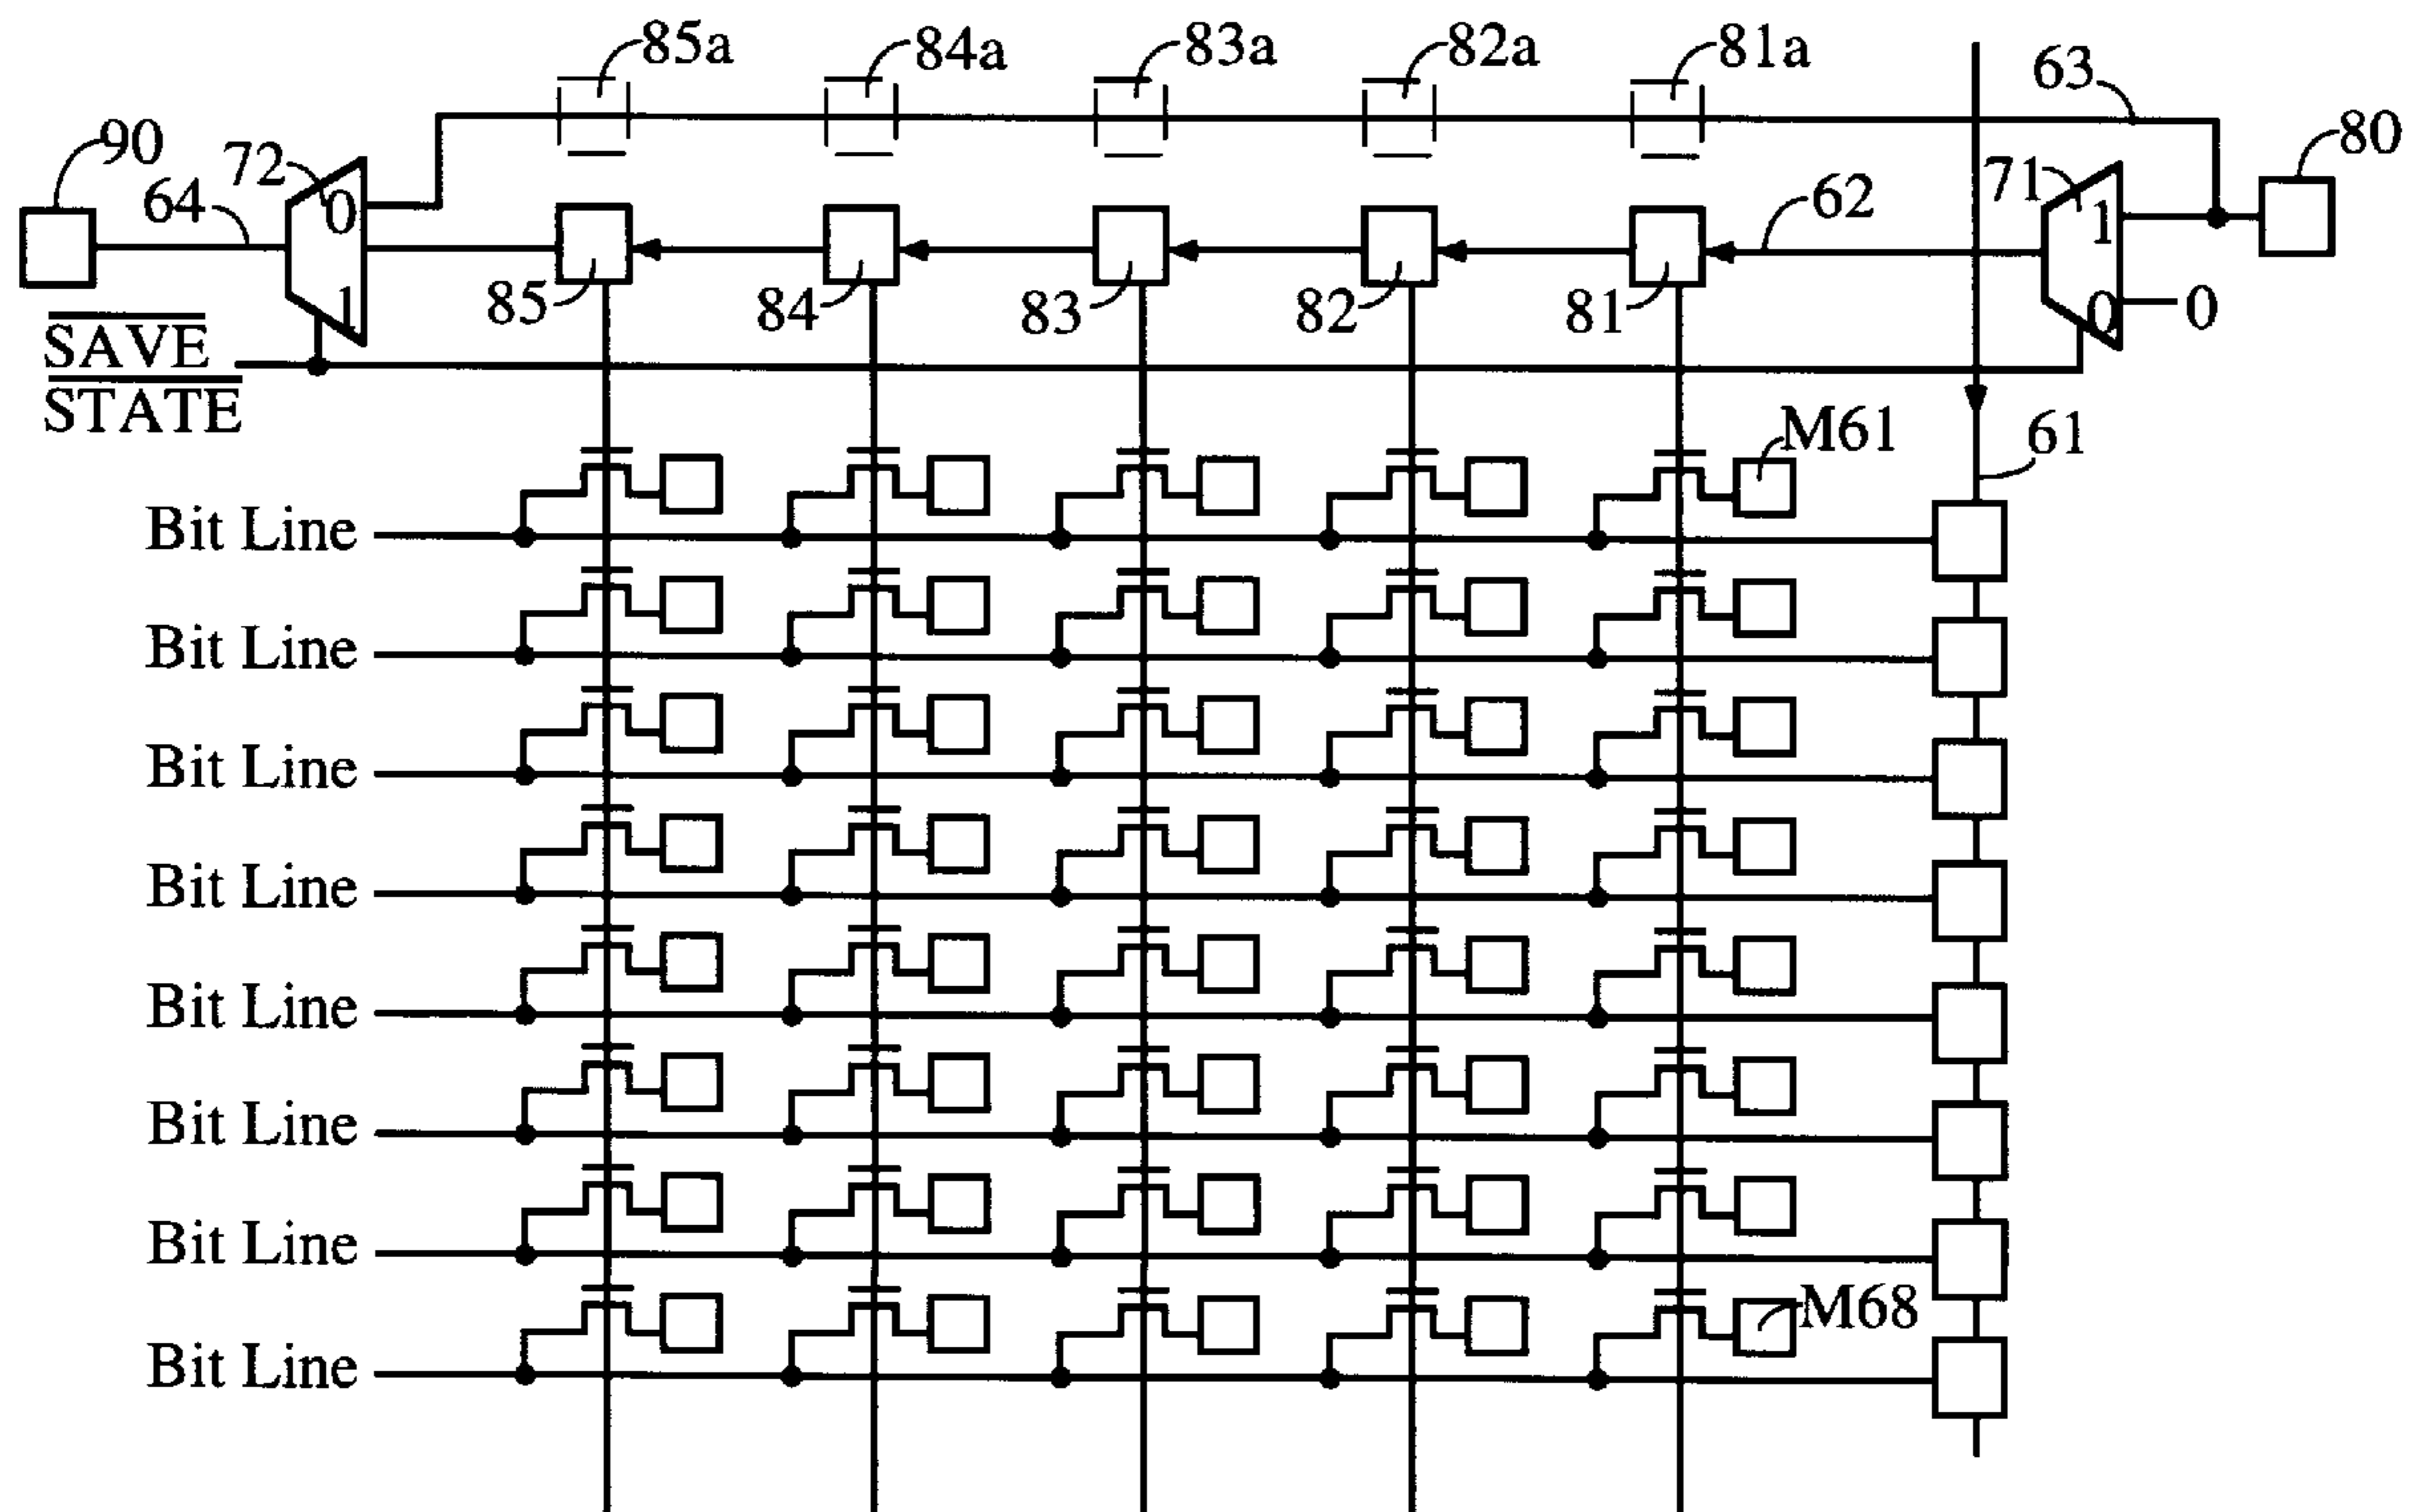 85a
84a
83a
82a
81a
63
80
90
64
72
0
1
71
1
0
0
62
85
84
83
82
81
SAVE
STATE
M61
61
Bit Line
Bit Line
Bit Line
Bit Line
Bit Line
Bit Line
Bit Line
M68
Bit Line